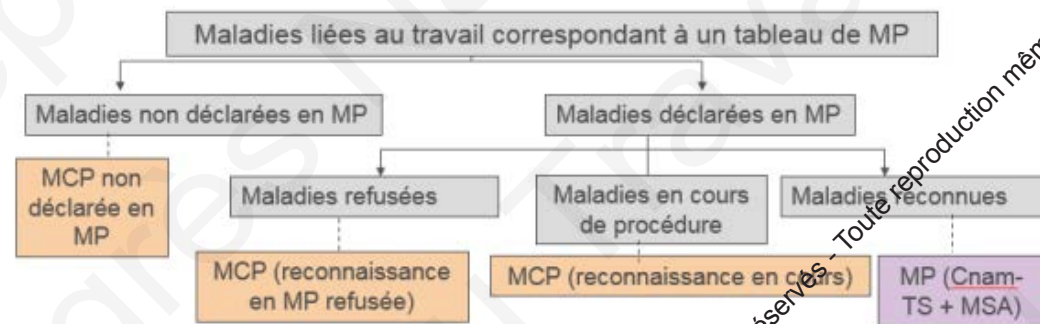 Maladies liées au travail correspondant à un tableau de MP
Maladies non déclarées en MP
Maladies déclarées en MP
MCP non
déclarée en
MP
Maladies refusées
Maladies en cours
de procédure
Maladies reconnues
MCP (reconnaissance
en MP refusée)
MCP (reconnaissance en cours)
MP (Cnam-
TS + MSA)
réservés - Toute reproduction même
Travail